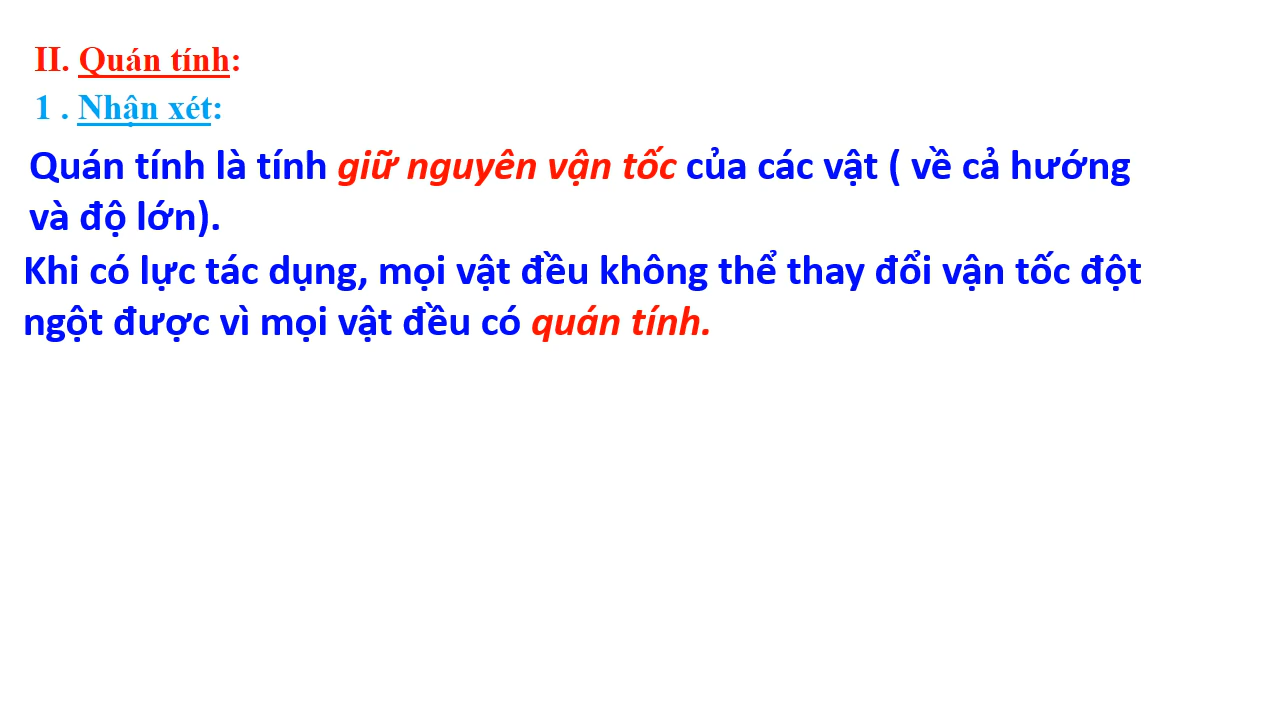 II. Quán tính:
1 . Nhận xét:
Quán tính là tính giữ nguyên vận tốc của các vật ( về cả hướng
và độ lớn).
Khi có lực tác dụng, mọi vật đều không thể thay đổi vận tốc đột
ngột được vì mọi vật đều có quán tính.